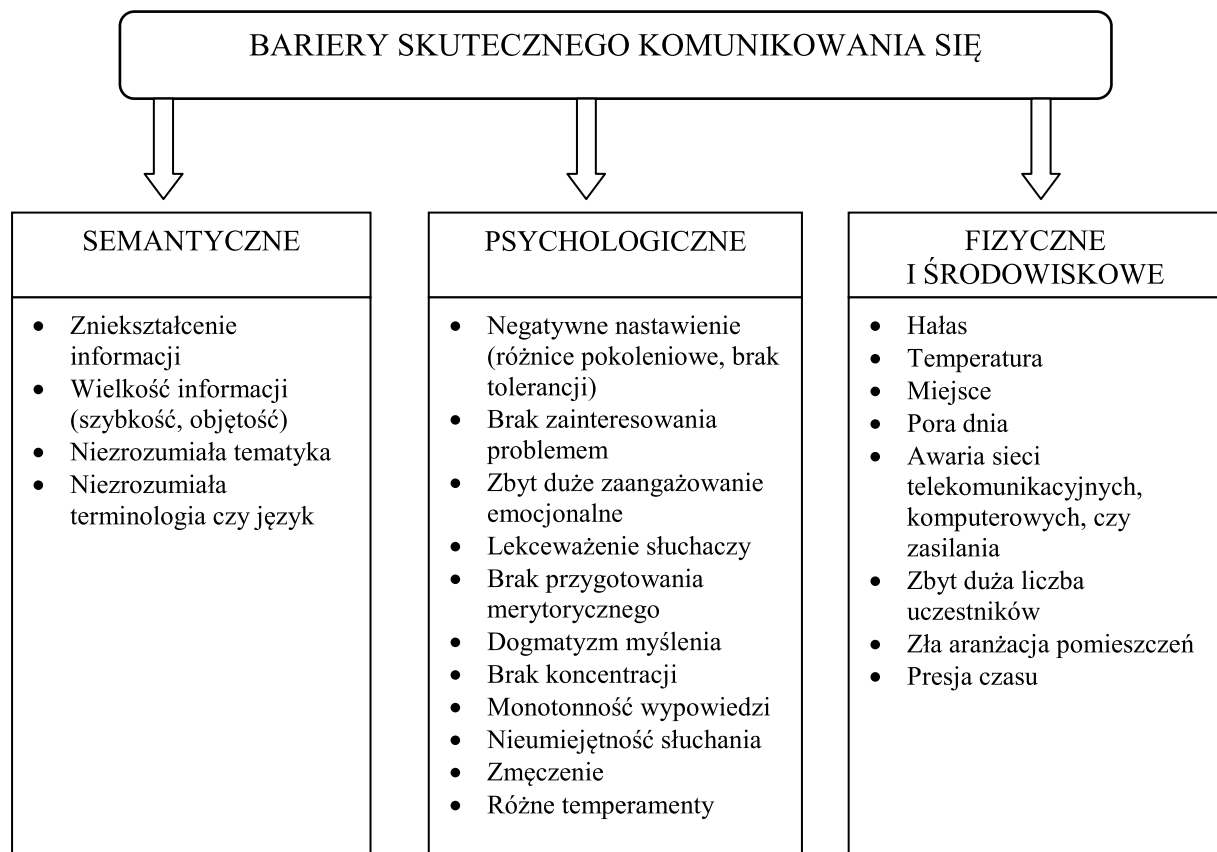 BARIERY SKUTECZNEGO KOMUNIKOWANIA SIĘ
SEMANTYCZNE
• Zniekształcenie
informacji
• Wielkość informacji
(szybkość, objętość)
• Niezrozumiała tematyka
• Niezrozumiała
terminologia czy język
PSYCHOLOGICZNE
• Negatywne nastawienie
(różnice pokoleniowe, brak
tolerancji)
• Brak zainteresowania
problemem
• Zbyt duże zaangażowanie
emocjonalne
• Lekceważenie słuchaczy
• Brak przygotowania
merytorycznego
• Dogmatyzm myślenia
• Brak koncentracji
• Monotonność wypowiedzi
• Nieumiejętność słuchania
• Zmęczenie
• Różne temperamenty
FIZYCZNE
I ŚRODOWISKOWE
• Hałas
• Temperatura
• Miejsce
• Pora dnia
• Awaria sieci
telekomunikacyjnych,
komputerowych, czy
zasilania
• Zbyt duża liczba
uczestników
• Zła aranżacja pomieszczeń
• Presja czasu